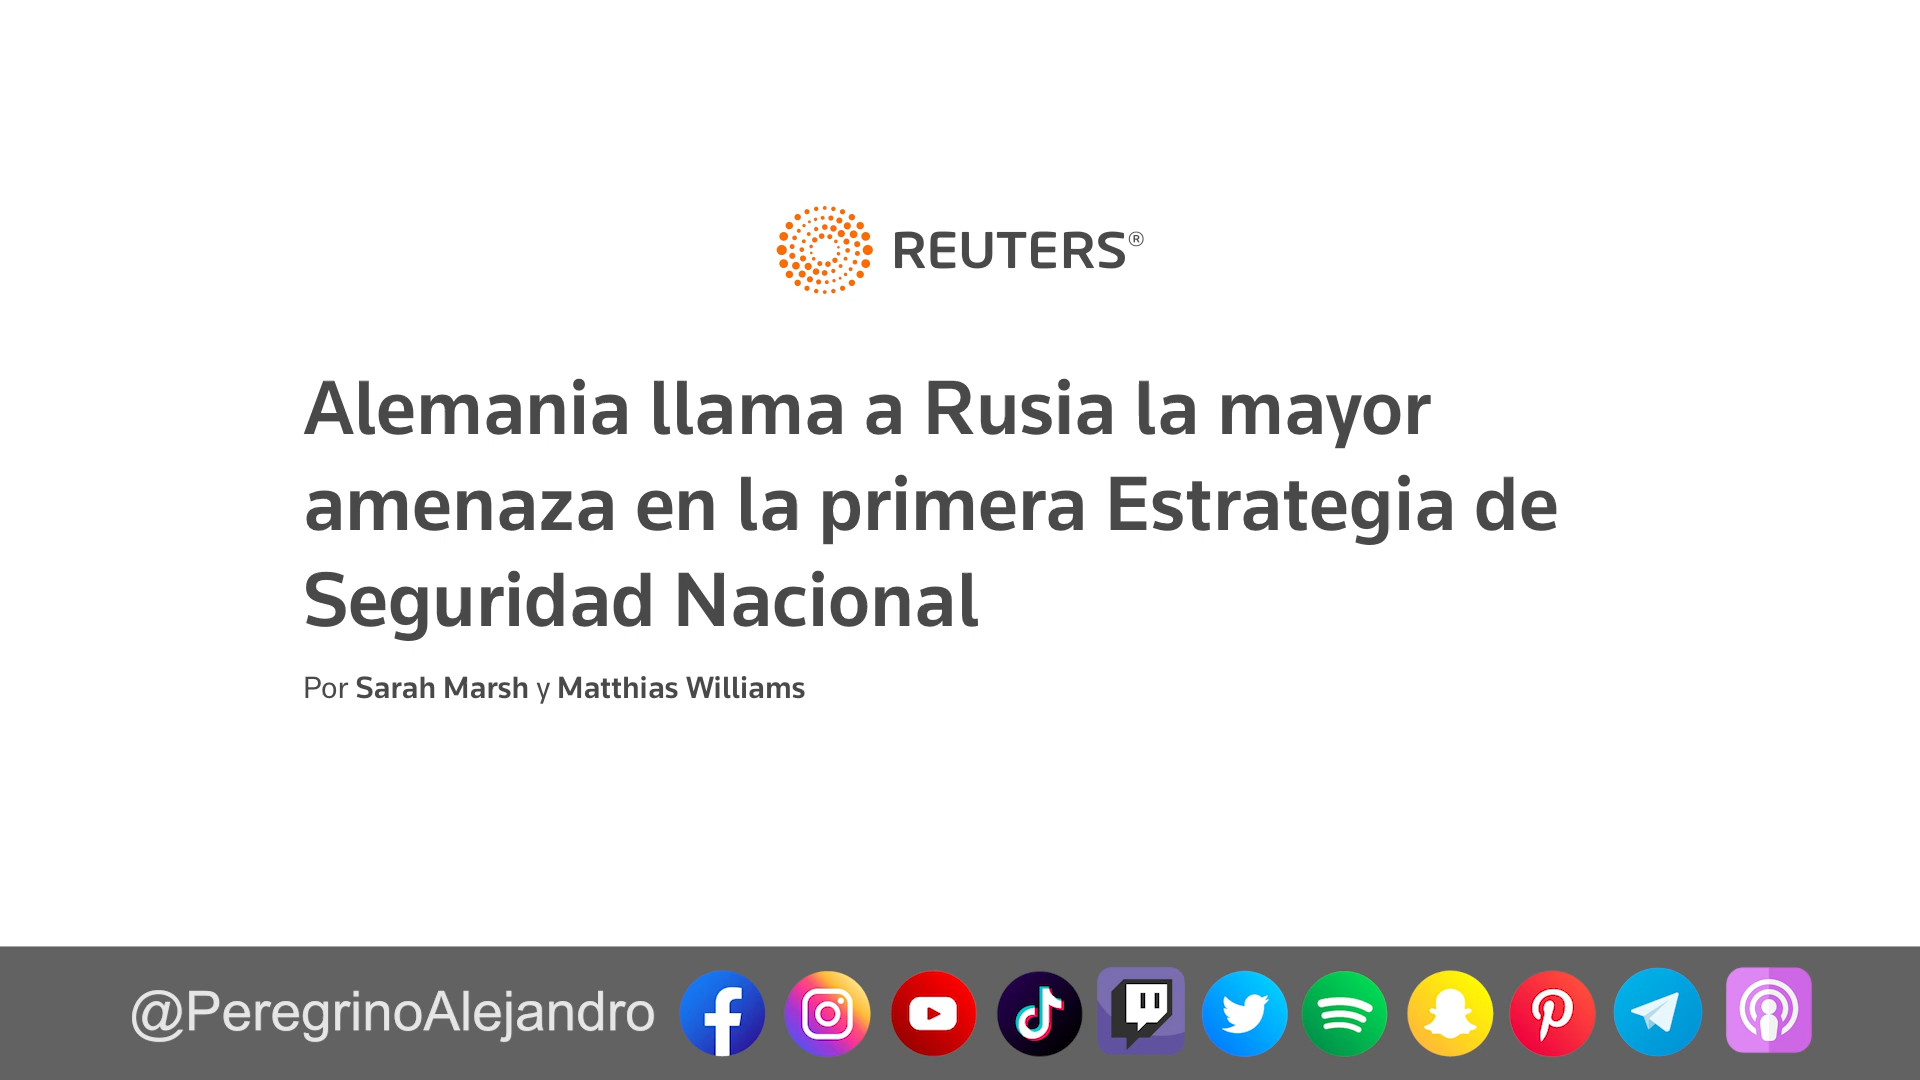 REUTERS®
Alemania llama a Rusia la mayor
amenaza en la primera Estrategia de
Seguridad Nacional
Por Sarah Marsh y Matthias Williams
@PeregrinoAlejandro